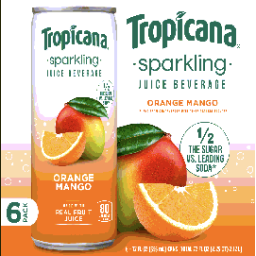 Tropicana
sparkling
JUICE BEVERAGE
ORANGE
MANGO
REAL FRUIT
JUICE
80
6
PACK
Tropicana
sparkling
JUICE BEVERAGE
ORANGE MANGO
1/2
THE SUGAR
VS. LEADING
SODA